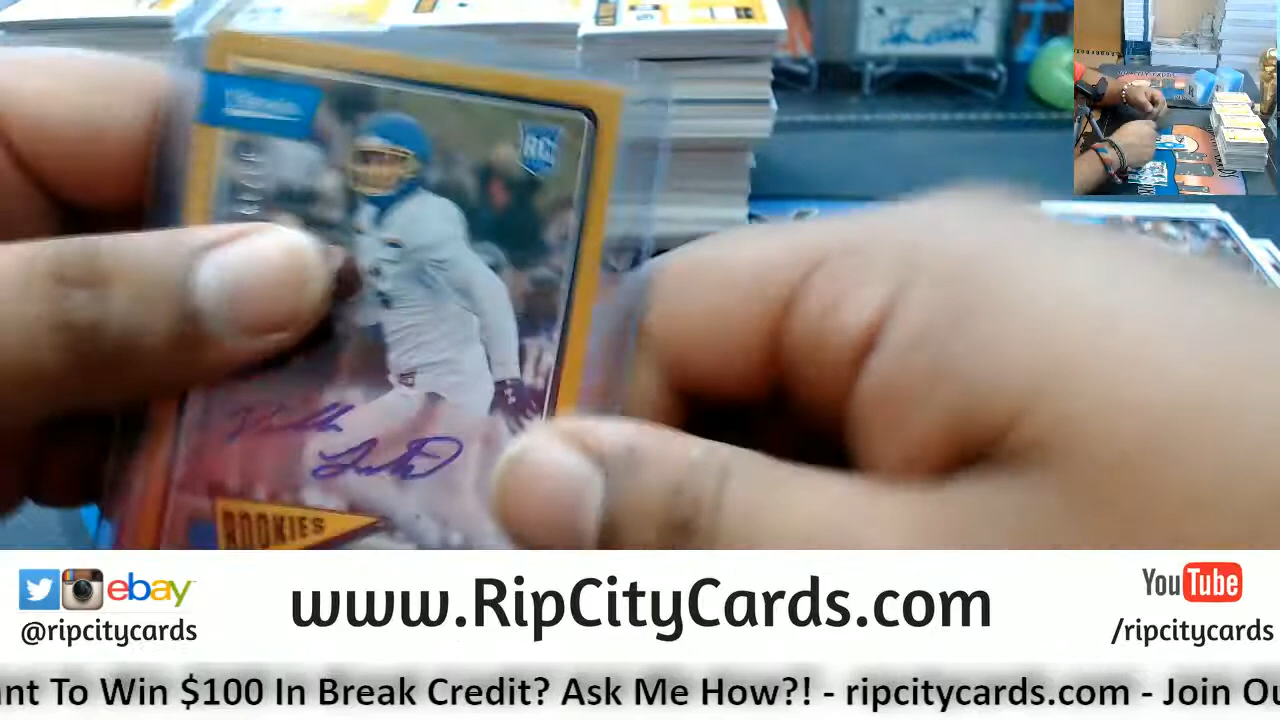 RC
ROOKIES
ebay
@ripcitycards
www.RipCityCards.com
YouTube
/ripcitycards
nt To Win $100 In Break Credit? Ask Me How?! - ripcitycards.com - Join Ou